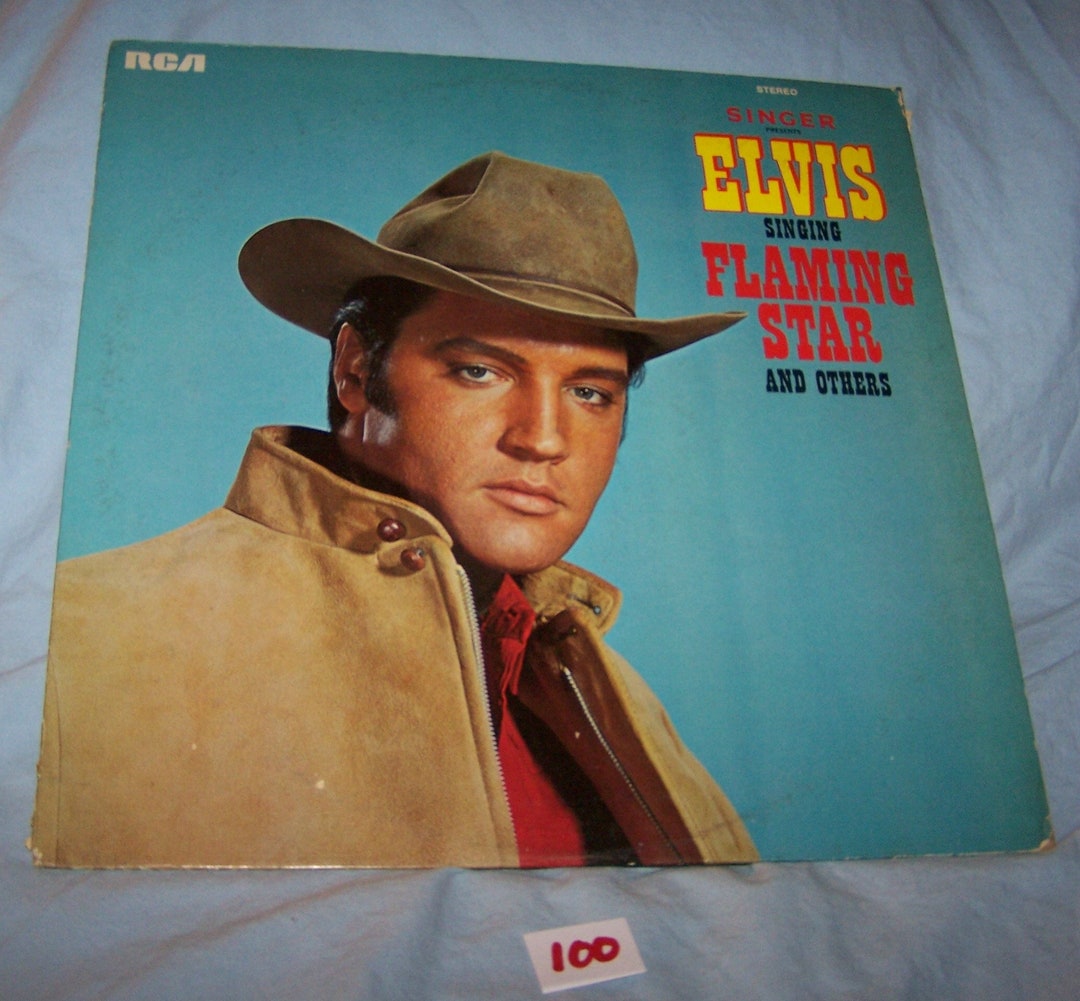 RCA
STEREO
SINGER
PRESENTS
ELVIS
SINGING
FLAMING
STAR
AND OTHERS
100